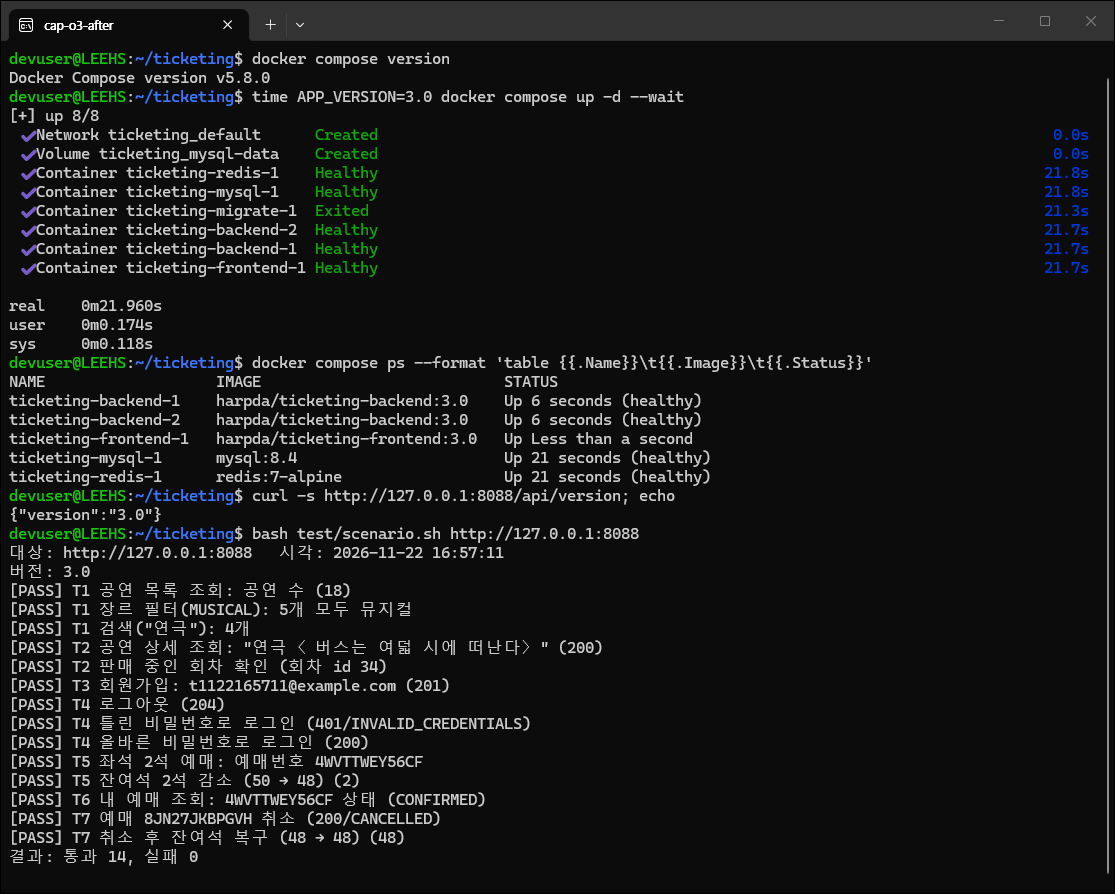 cap-o3-after
devuser@LEEHS:~/ticketing$ docker compose version
Docker Compose version v5.8.0
devuser@LEEHS:~/ticketing$ time APP_VERSION=3.0 docker compose up -d --wait
[+] up 8/8
✔Network ticketing_default Created 0.0s
✔Volume ticketing_mysql-data Created 0.0s
✔Container ticketing-redis-1 Healthy 21.8s
✔Container ticketing-mysql-1 Healthy 21.8s
✔Container ticketing-migrate-1 Exited 21.3s
✔Container ticketing-backend-2 Healthy 21.7s
✔Container ticketing-backend-1 Healthy 21.7s
✔Container ticketing-frontend-1 Healthy 21.7s
real 0m21.960s
user 0m0.174s
sys 0m0.118s
devuser@LEEHS:~/ticketing$ docker compose ps --format 'table {{.Name}}\t{{.Image}}\t{{.Status}}'
NAME IMAGE STATUS
ticketing-backend-1 harpda/ticketing-backend:3.0 Up 6 seconds (healthy)
ticketing-backend-2 harpda/ticketing-backend:3.0 Up 6 seconds (healthy)
ticketing-frontend-1 harpda/ticketing-frontend:3.0 Up Less than a second
ticketing-mysql-1 mysql:8.4 Up 21 seconds (healthy)
ticketing-redis-1 redis:7-alpine Up 21 seconds (healthy)
devuser@LEEHS:~/ticketing$ curl -s http://127.0.0.1:8088/api/version; echo
{"version":"3.0"}
devuser@LEEHS:~/ticketing$ bash test/scenario.sh http://127.0.0.1:8088
대상: http://127.0.0.1:8088 시각: 2026-11-22 16:57:11
버전: 3.0
[PASS] T1 공연 목록 조회: 공연 수 (18)
[PASS] T1 장르 필터(MUSICAL): 5개 모두 뮤지컬
[PASS] T1 검색("연극"): 4개
[PASS] T2 공연 상세 조회: "연극 〈 버스는 여덟 시에 떠난다〉" (200)
[PASS] T2 판매 중인 회차 확인 (회차 id 34)
[PASS] T3 회원가입: t1122165711@example.com (201)
[PASS] T4 로그아웃 (204)
[PASS] T4 틀린 비밀번호로 로그인 (401/INVALID_CREDENTIALS)
[PASS] T4 올바른 비밀번호로 로그인 (200)
[PASS] T5 좌석 2석 예매: 예매번호 4WVTTWEY56CF
[PASS] T5 잔여석 2석 감소 (50 → 48) (2)
[PASS] T6 내 예매 조회: 4WVTTWEY56CF 상태 (CONFIRMED)
[PASS] T7 예매 8JN27JKBPGVH 취소 (200/CANCELLED)
[PASS] T7 취소 후 잔여석 복구 (48 → 48) (48)
결과: 통과 14, 실패 0